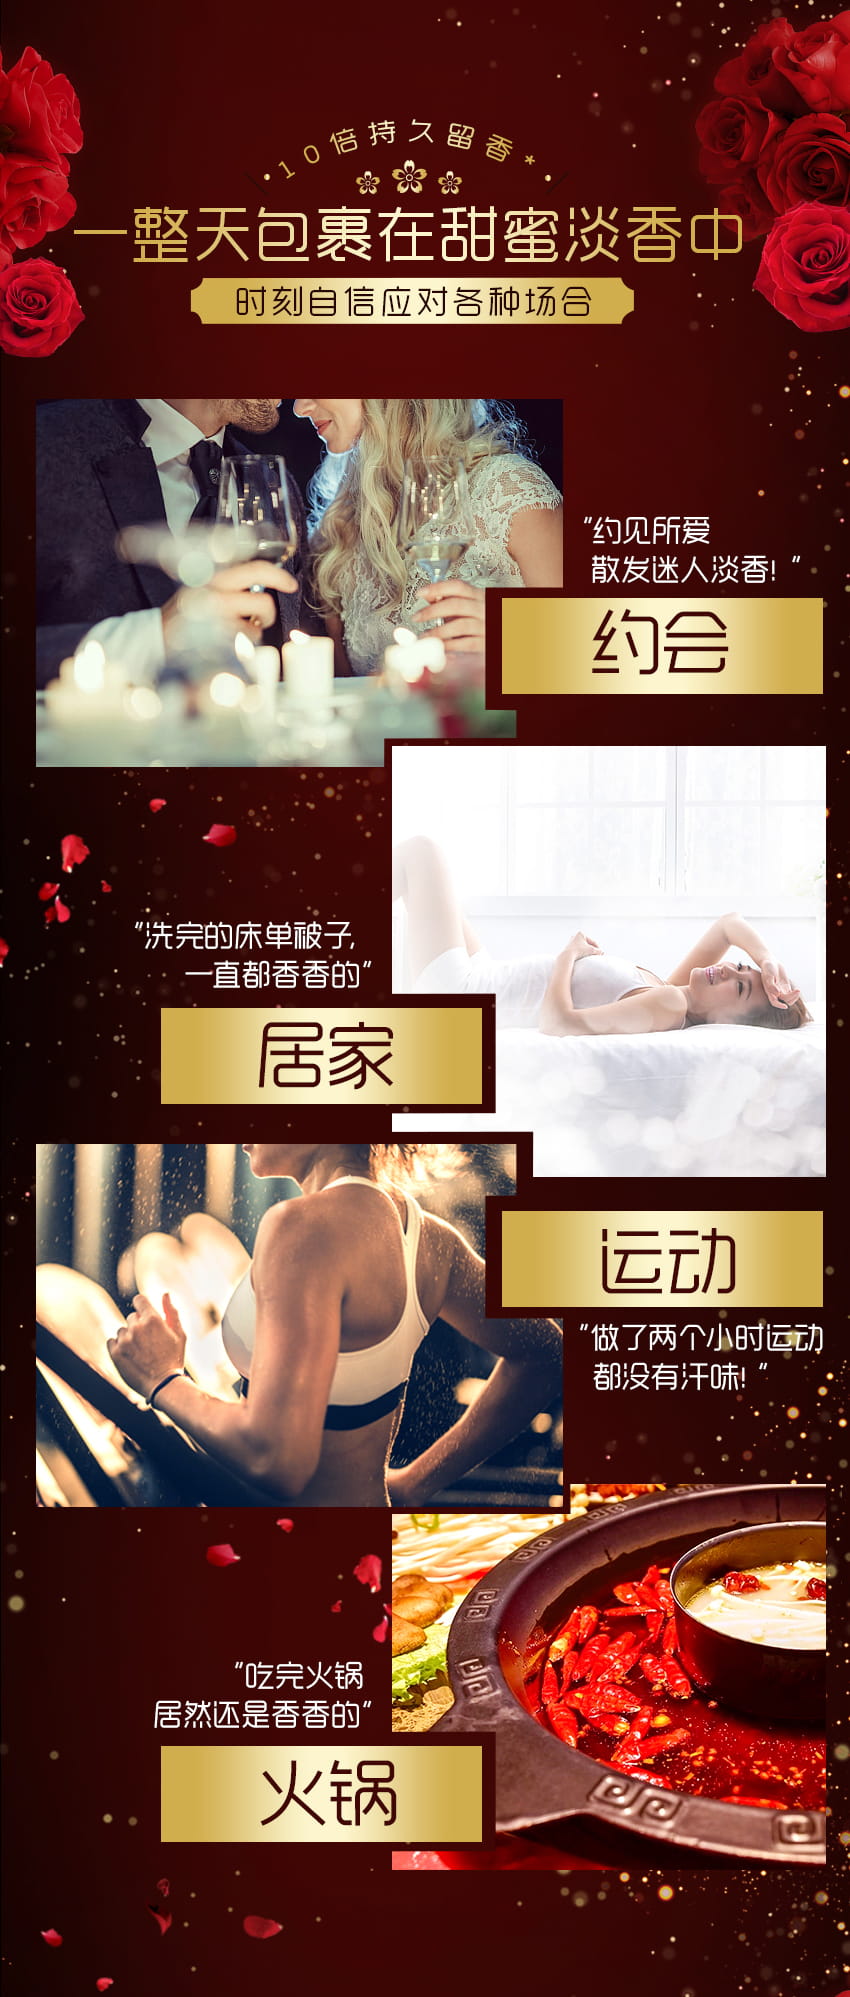 10倍持久留香*
一整天包裹在甜蜜淡香中
时刻自信应对各种场合
"约见所爱
散发迷人淡香！"
约会
"洗完的床单被子，
一直都香香的"
居家
运动
"做了两个小时运动
都没有汗味！"
"吃完火锅
居然还是香香的"
火锅